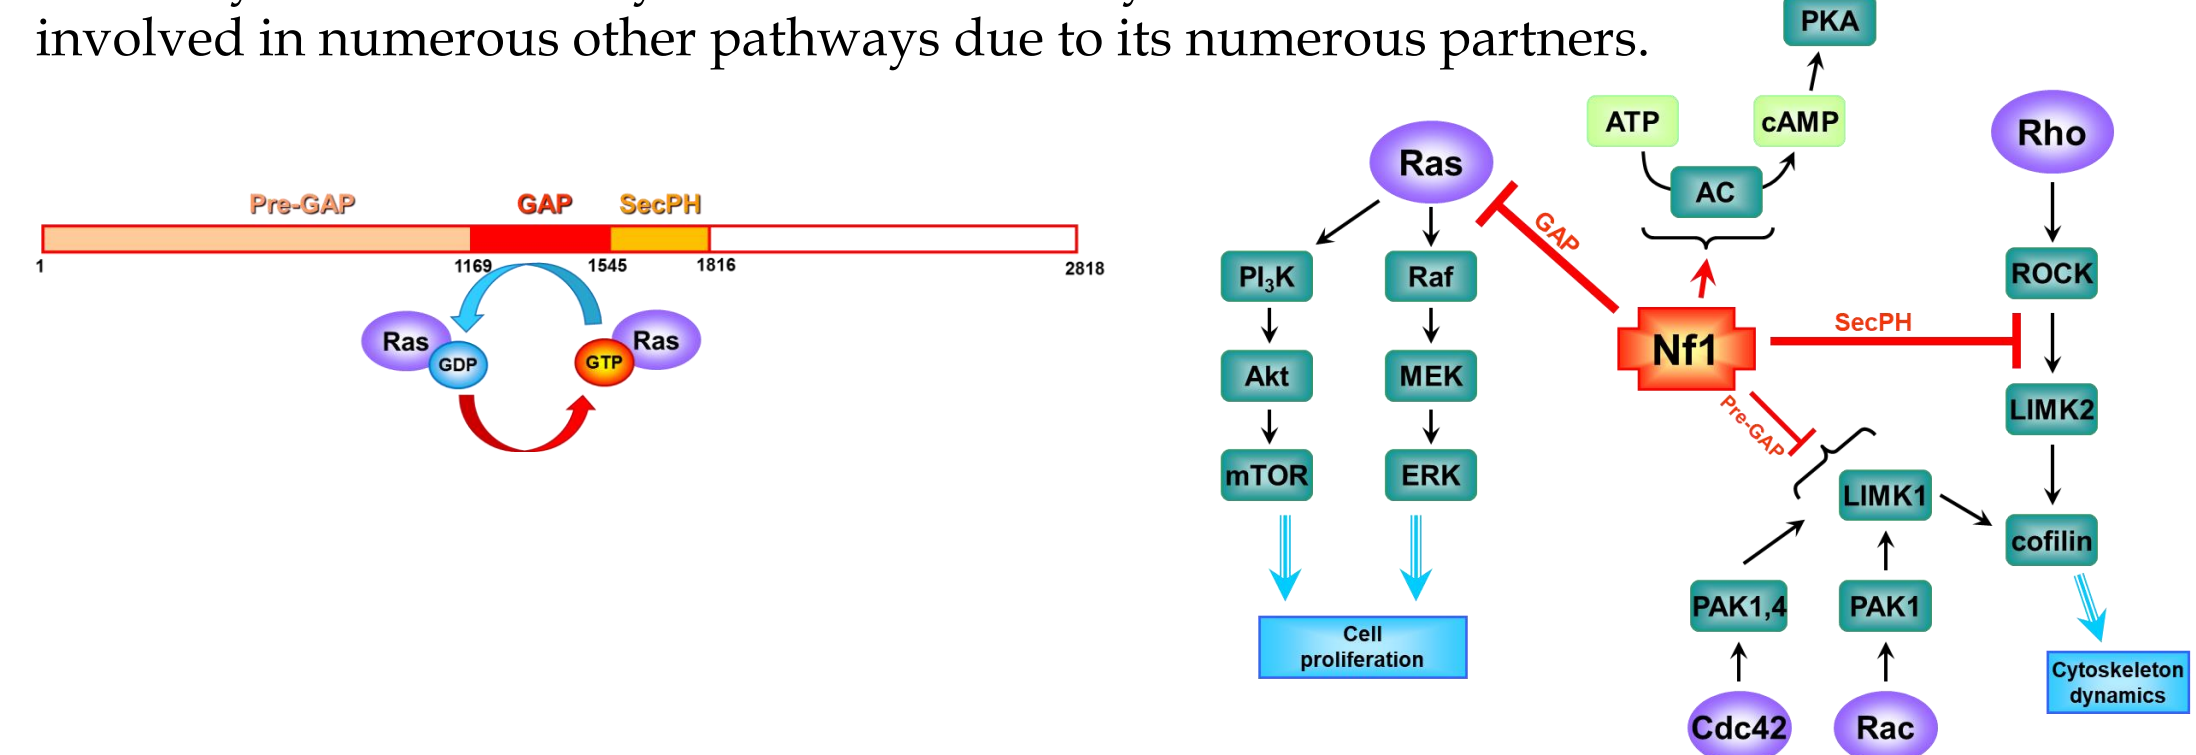 involved in numerous other pathways due to its numerous partners.
Pre-GAP GAP SecPH
1 1169 1545 1816 2818
Ras GDP GTP Ras
PKA
ATP cAMP
AC
Ras
Rho
GAP
PI3K Raf
ROCK
Nf1
SecPH
Akt MEK
Pre-GAP
LIMK2
mTOR ERK
LIMK1
cofilin
PAK1,4 PAK1
Cell
proliferation
Cytoskeleton
dynamics
Cdc42 Rac